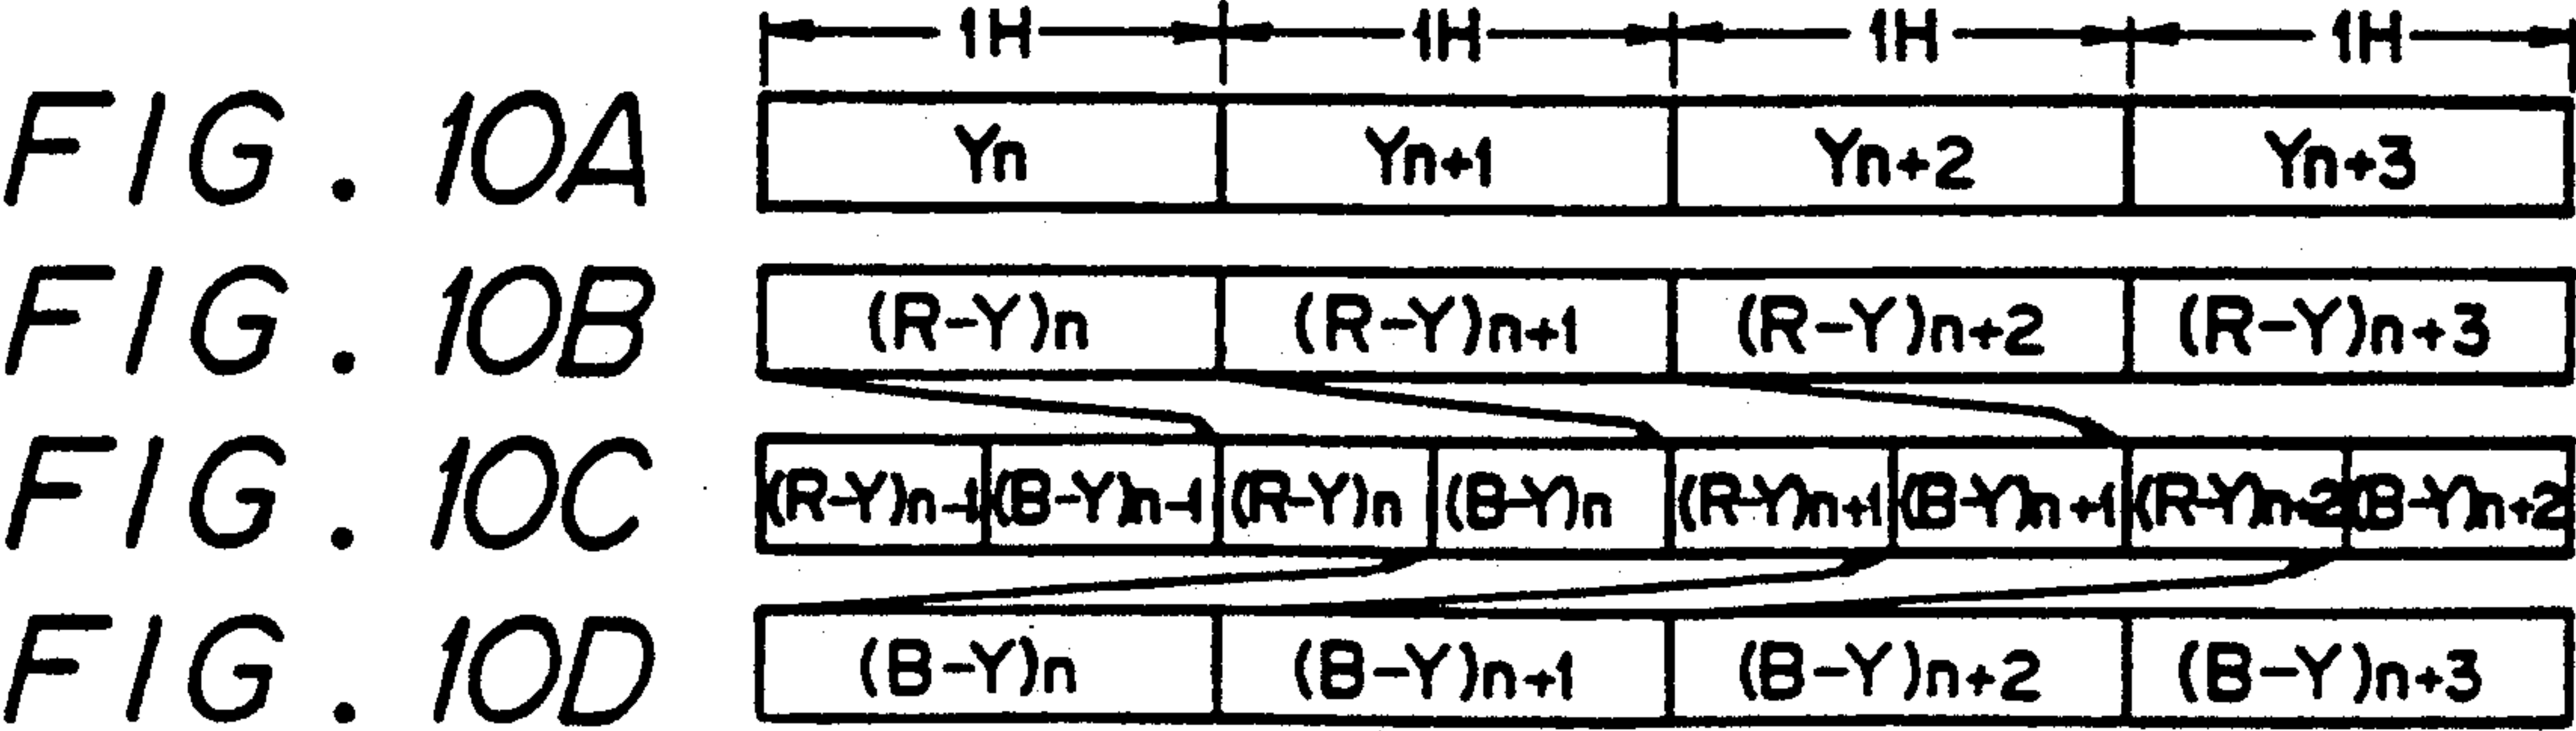 1H 1H 1H 1H
FIG. 10A Yn Yn+1 Yn+2 Yn+3
FIG. 10B (R-Y)n (R-Y)n+1 (R-Y)n+2 (R-Y)n+3
FIG. 10C (R-Y)n-1 (B-Y)n-1 (R-Y)n (B-Y)n (R-Y)n+1 (B-Y)n+1 (R-Y)n+2 (B-Y)n+2
FIG. 10D (B-Y)n (B-Y)n+1 (B-Y)n+2 (B-Y)n+3